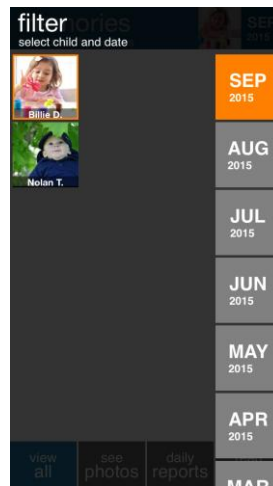 filter
select child and date
Billie D.
Nolan T.
SEP
2015
AUG
2015
JUL
2015
JUN
2015
MAY
2015
APR
2015
MAR
view
all
see
photos
daily
reports